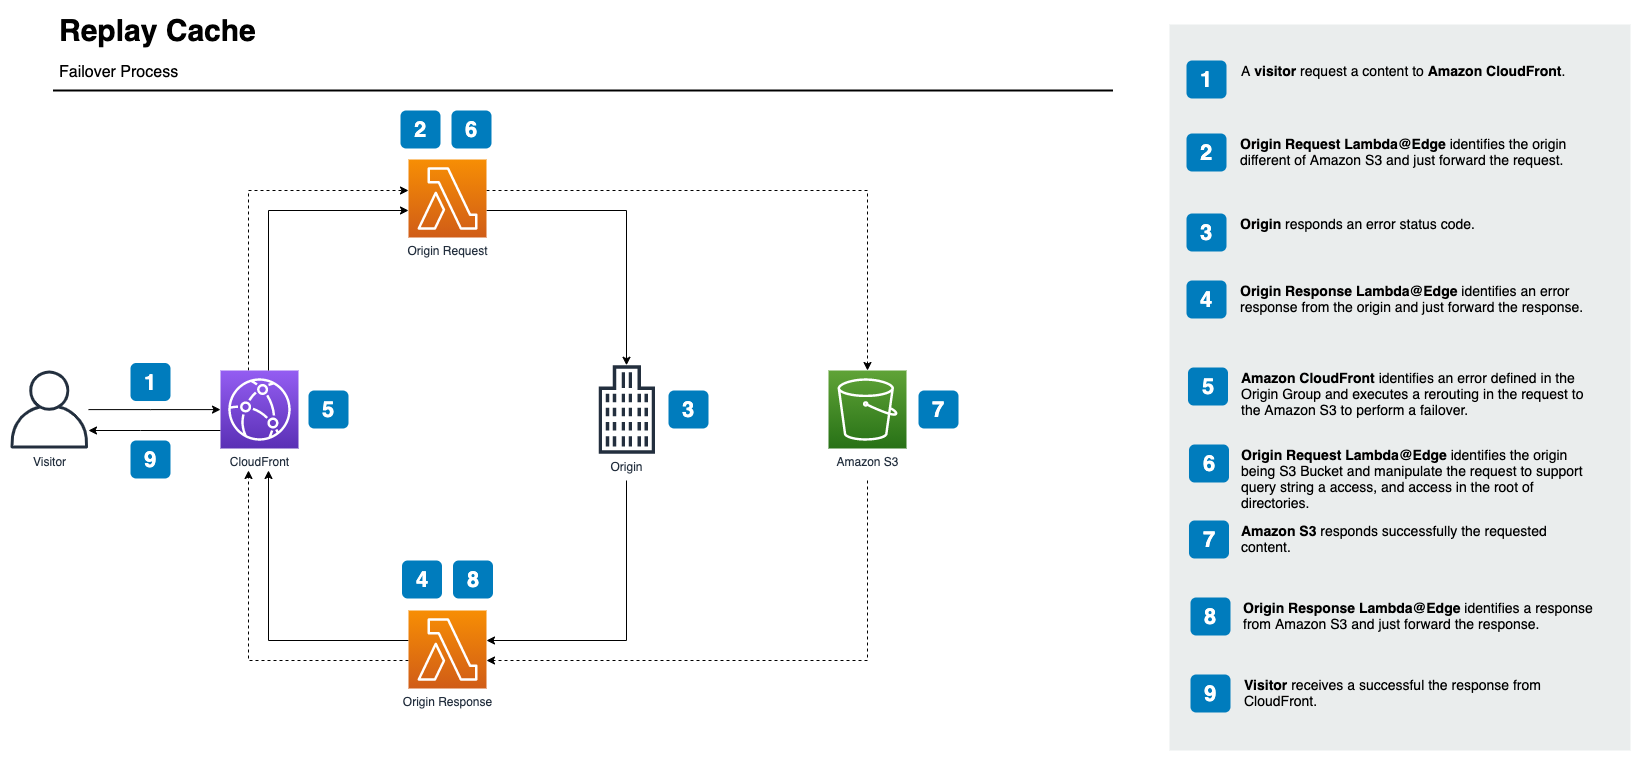 Replay Cache
Failover Process
2 6
Origin Request
1
9
Visitor
CloudFront
5
Origin
3
Amazon S3
7
4 8
Origin Response
1
A visitor request a content to Amazon CloudFront.
2
Origin Request Lambda@Edge identifies the origin
different of Amazon S3 and just forward the request.
3
Origin responds an error status code.
4
Origin Response Lambda@Edge identifies an error
response from the origin and just forward the response.
5
Amazon CloudFront identifies an error defined in the
Origin Group and executes a rerouting in the request to
the Amazon S3 to perform a failover.
6
Origin Request Lambda@Edge identifies the origin
being S3 Bucket and manipulate the request to support
query string a access, and access in the root of
directories.
7
Amazon S3 responds successfully the requested
content.
8
Origin Response Lambda@Edge identifies a response
from Amazon S3 and just forward the response.
9
Visitor receives a successful the response from
CloudFront.